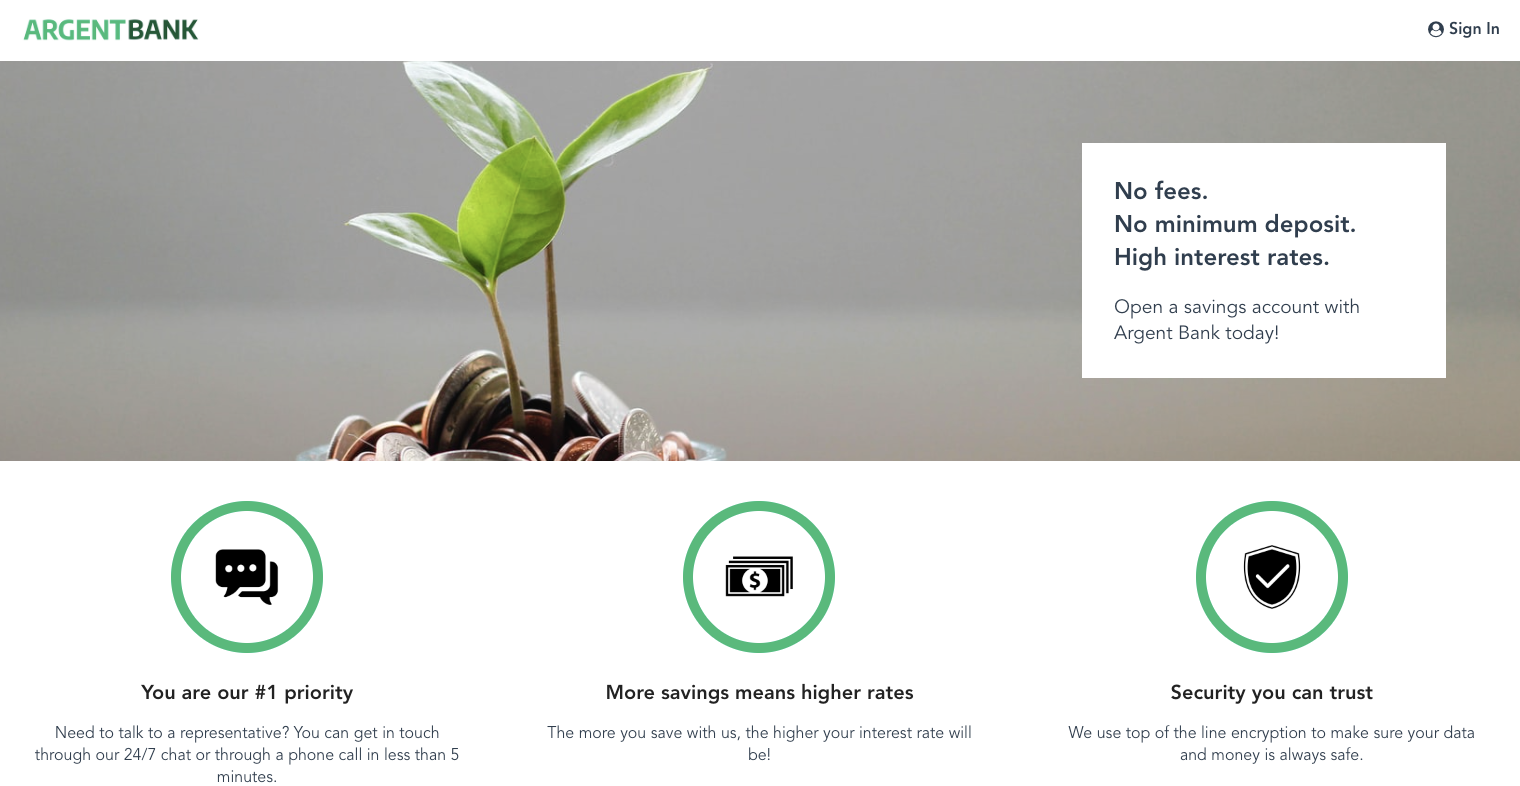 ARGENTBANK
Sign In
No fees.
No minimum deposit.
High interest rates.
Open a savings account with
Argent Bank today!
$
You are our #1 priority
Need to talk to a representative? You can get in touch
through our 24/7 chat or through a phone call in less than 5
minutes.
More savings means higher rates
The more you save with us, the higher your interest rate will
be!
Security you can trust
We use top of the line encryption to make sure your data
and money is always safe.